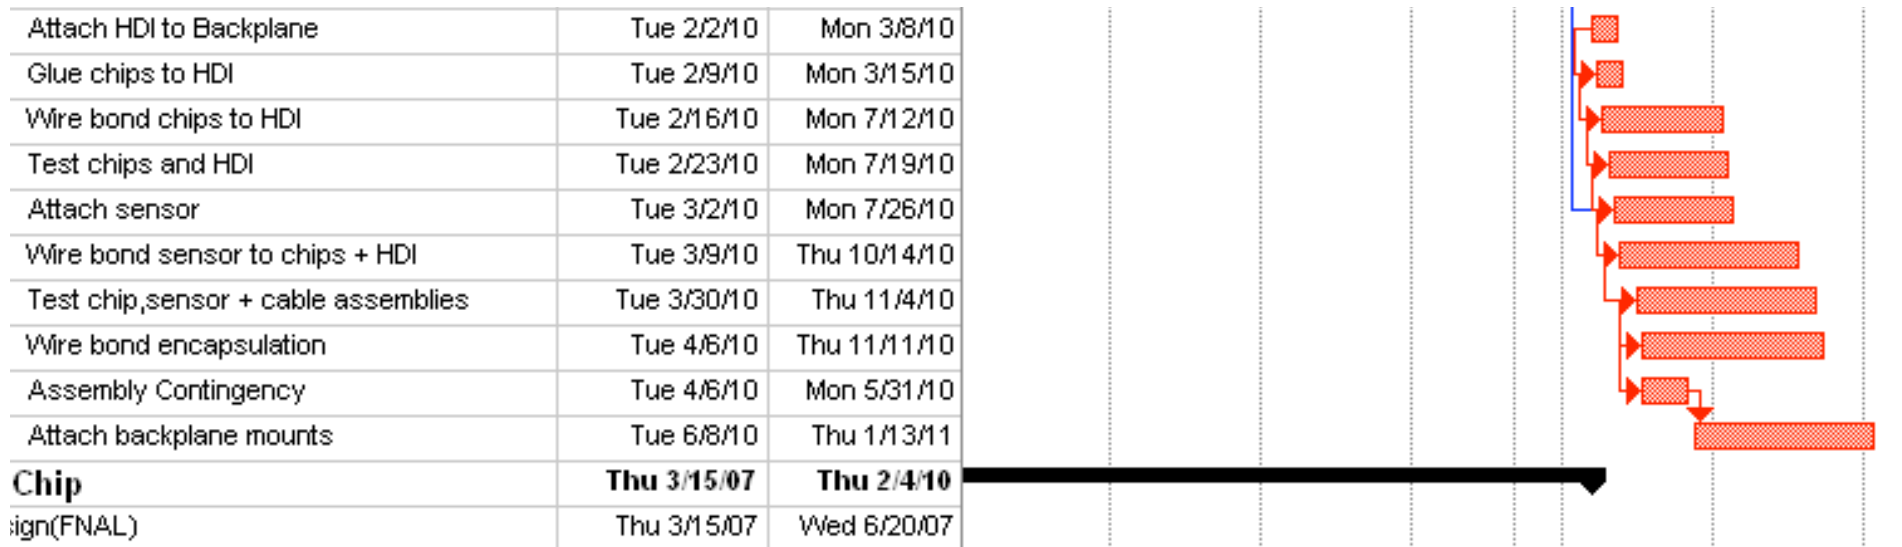 Attach HDI to Backplane Tue 2/2/10 Mon 3/8/10
Glue chips to HDI Tue 2/9/10 Mon 3/15/10
Wire bond chips to HDI Tue 2/16/10 Mon 7/12/10
Test chips and HDI Tue 2/23/10 Mon 7/19/10
Attach sensor Tue 3/2/10 Mon 7/26/10
Wire bond sensor to chips + HDI Tue 3/9/10 Thu 10/14/10
Test chip,sensor + cable assemblies Tue 3/30/10 Thu 11/4/10
Wire bond encapsulation Tue 4/6/10 Thu 11/11/10
Assembly Contingency Tue 4/6/10 Mon 5/31/10
Attach backplane mounts Tue 6/8/10 Thu 1/13/11
Chip Thu 3/15/07 Thu 2/4/10
sign(FNAL) Thu 3/15/07 Wed 6/20/07